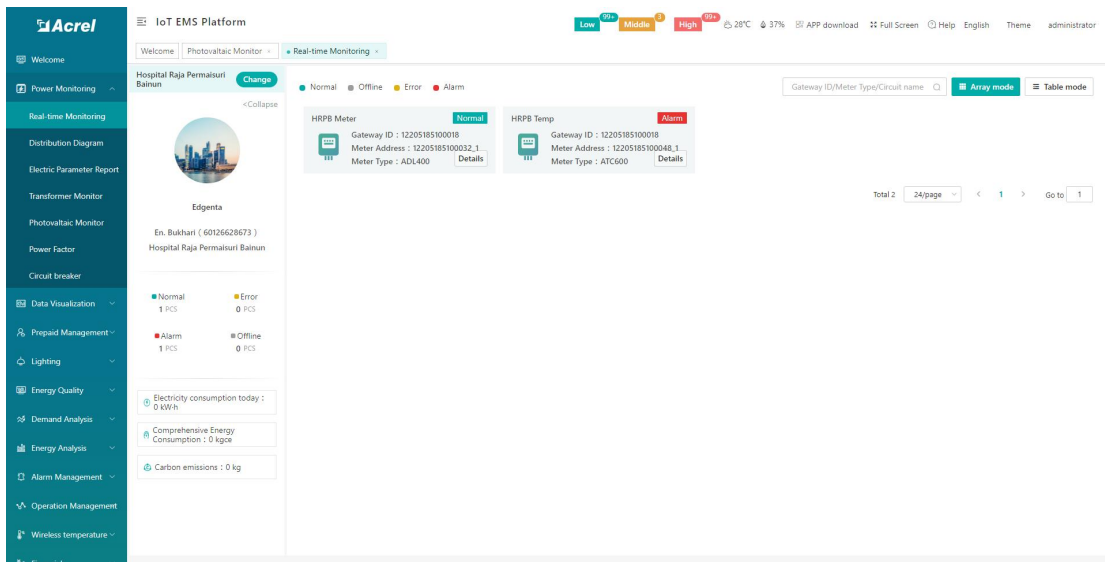 Acrel
IoT EMS Platform
Low 99+ Middle 3 High 99+ 28°C 37% APP download Full Screen Help English Theme administrator
Welcome
Power Monitoring
Real-time Monitoring
Distribution Diagram
Electric Parameter Report
Transformer Monitor
Photovaltaic Monitor
Power Factor
Circuit breaker
Data Visualization
Prepaid Management
Lighting
Energy Quality
Demand Analysis
Energy Analysis
Alarm Management
Operation Management
Wireless temperature
Welcome Photovaltaic Monitor × Real-time Monitoring ×
Hospital Raja Permaisuri
Bainun
Change
<Collapse
Edgenta
En. Bukhari ( 60126628673 )
Hospital Raja Permaisuri Bainun
Normal Error
1 PCS 0 PCS
Alarm Offline
1 PCS 0 PCS
Electricity consumption today :
0 kW·h
Comprehensive Energy
Consumption : 0 kgce
Carbon emissions : 0 kg
Normal Offline Error Alarm
Gateway ID/Meter Type/Circuit name Array mode Table mode
HRPB Meter Normal
Gateway ID : 12205185100018
Meter Address : 12205185100032_1
Meter Type : ADL400 Details
HRPB Temp Alarm
Gateway ID : 12205185100018
Meter Address : 12205185100048_1
Meter Type : ATC600 Details
Total 2 24/page < 1 > Go to 1